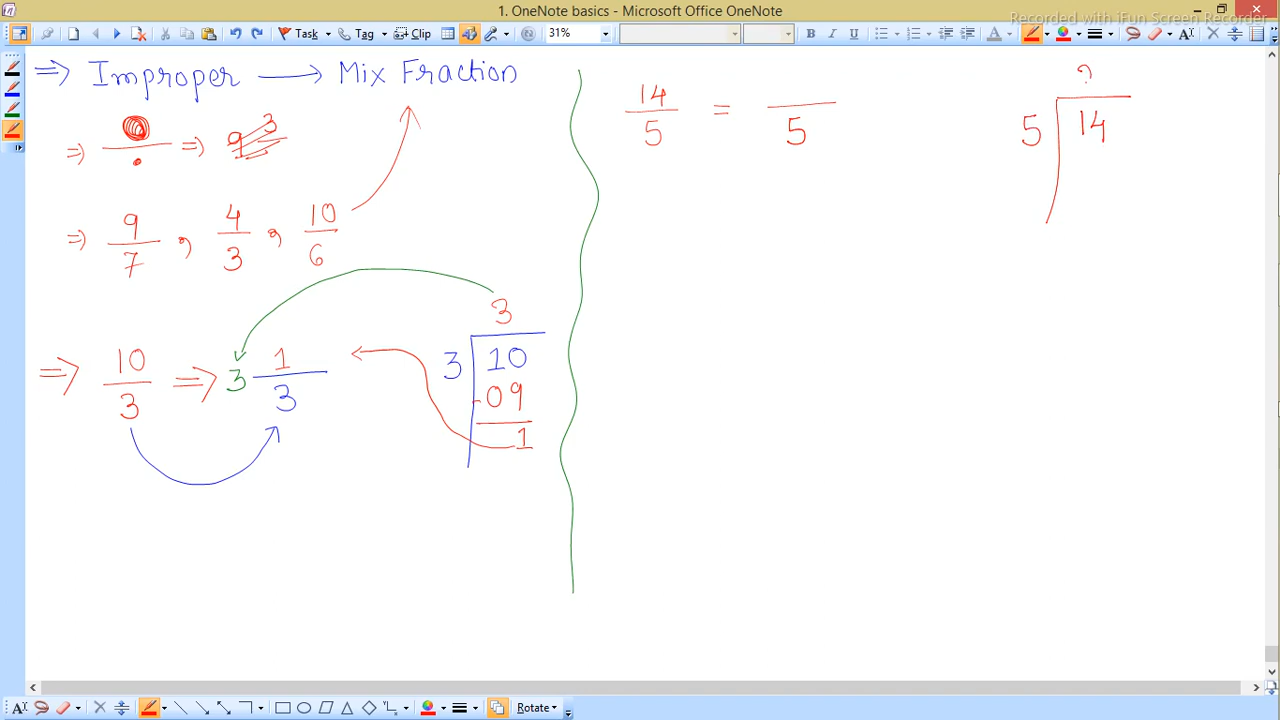 1. OneNote basics - Microsoft Office OneNote
Recorded with iFun Screen Recorder
Task Tag Clip 31% B I U A
⇒ Improper → Mix Fraction
⇒ ⇒
⇒ 9/7 , 4/3 , 10/6
⇒ 10/3 ⇒ 3 1/3
3
3 10
- 09
1
14/5 = /5
?
5 14
Rotate